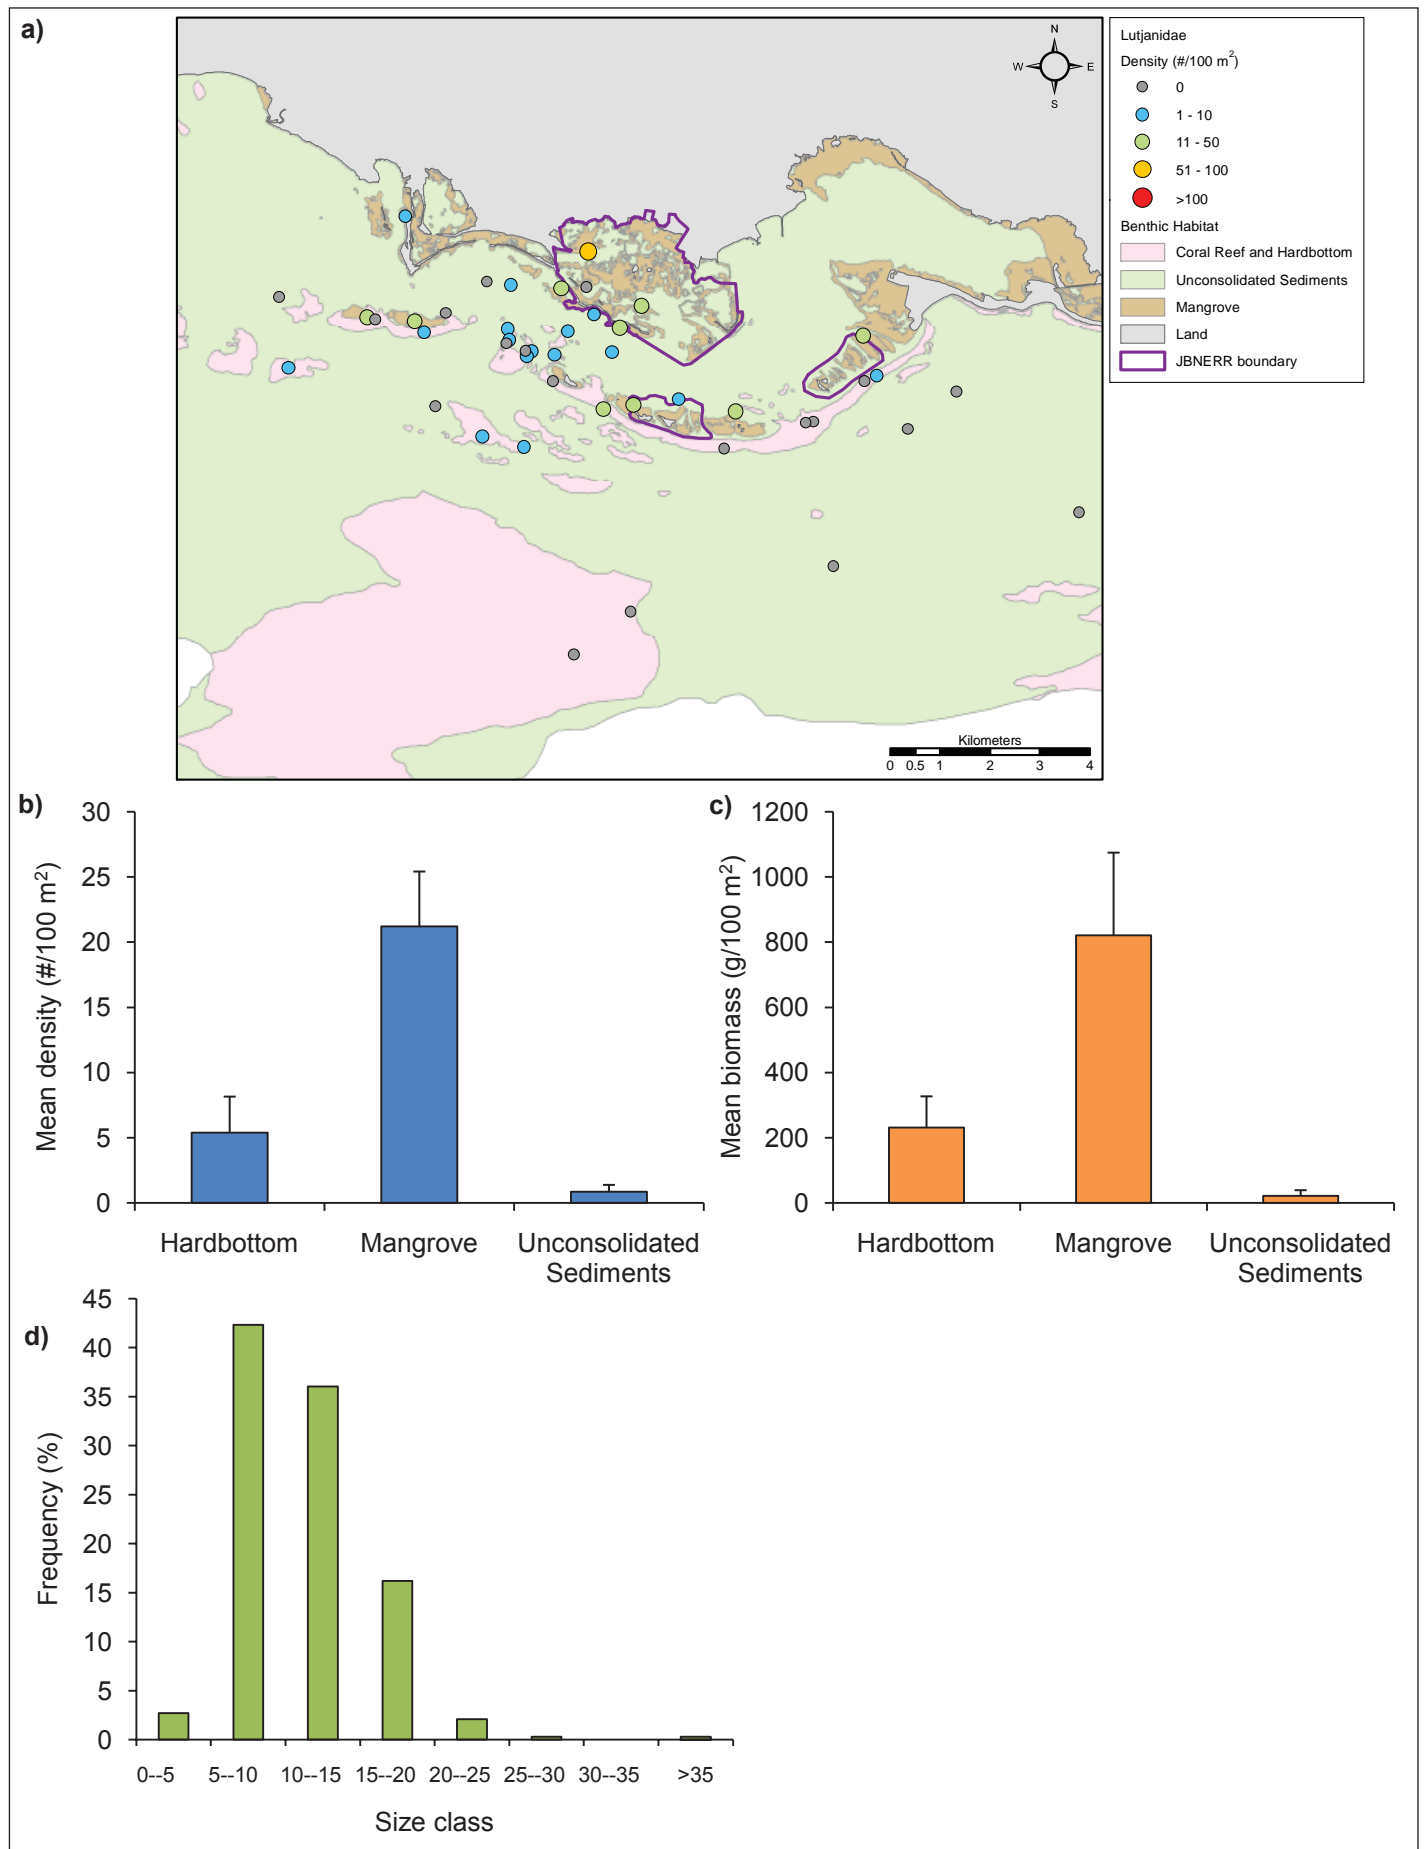 a)
N
W E
S
Kilometers
0 0.5 1 2 3 4
Lutjanidae
Density (#/100 m²)
0
1 - 10
11 - 50
51 - 100
>100
Benthic Habitat
Coral Reef and Hardbottom
Unconsolidated Sediments
Mangrove
Land
JBNERR boundary
b)
Mean density (#/100 m²)
30
25
20
15
10
5
0
Hardbottom Mangrove Unconsolidated
Sediments
c)
Mean biomass (g/100 m²)
1200
1000
800
600
400
200
0
Hardbottom Mangrove Unconsolidated
Sediments
d)
Frequency (%)
45
40
35
30
25
20
15
10
5
0
0--5 5--10 10--15 15--20 20--25 25--30 30--35 >35
Size class